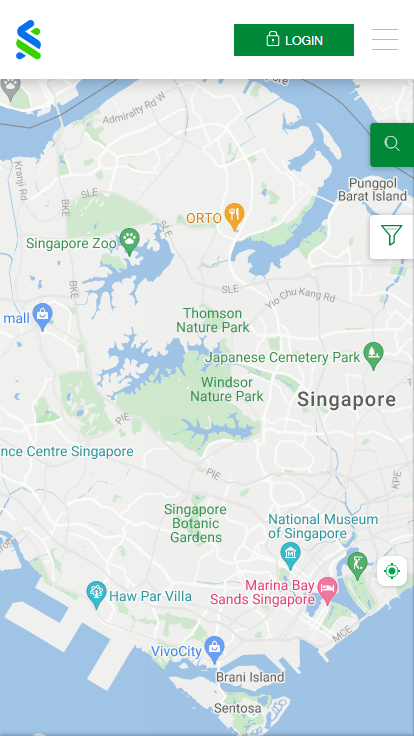 LOGIN
Admiralty Rd W
Kranji Rd
SLE
BKE
SLE
Punggol
Barat Island
ORTO
Singapore Zoo
SLE
BKE
Yio Chu Kang Rd
mall
Thomson
Nature Park
Japanese Cemetery Park
Windsor
Nature Park
Singapore
PIE
nce Centre Singapore
PIE
KPE
Singapore
Botanic
Gardens
National Museum
of Singapore
Marina Bay
Sands Singapore
Haw Par Villa
MCE
VivoCity
Brani Island
Sentosa